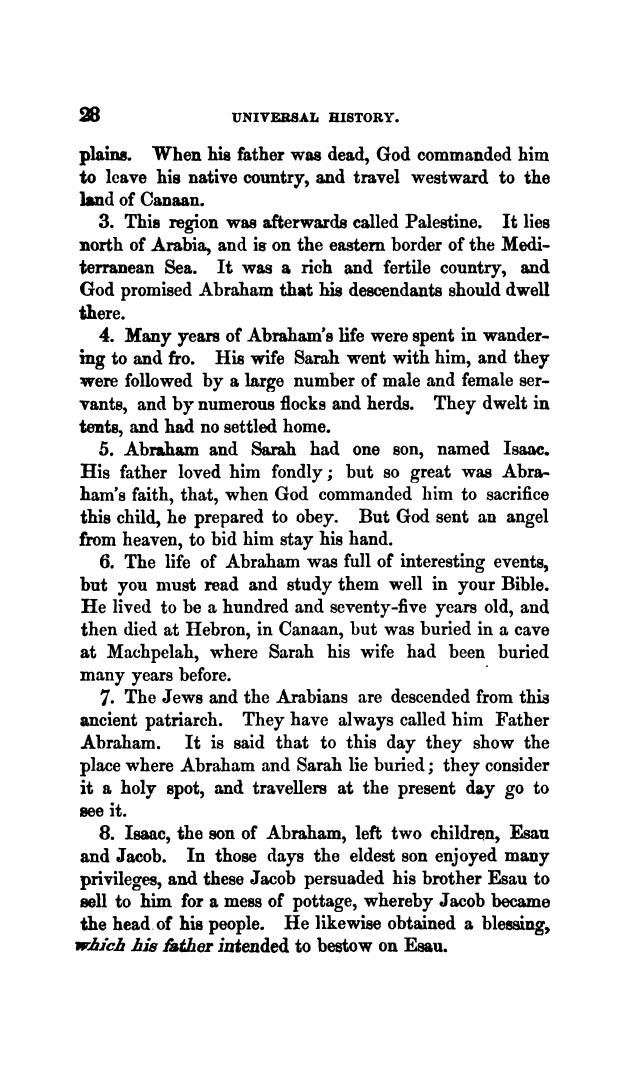 28 UNIVERSAL HISTORY.
plains. When his father was dead, God commanded him
to leave his native country, and travel westward to the
land of Canaan.
3. This region was afterwards called Palestine. It lies
north of Arabia, and is on the eastern border of the Medi-
terranean Sea. It was a rich and fertile country, and
God promised Abraham that his descendants should dwell
there.
4. Many years of Abraham's life were spent in wander-
ing to and fro. His wife Sarah went with him, and they
were followed by a large number of male and female ser-
vants, and by numerous flocks and herds. They dwelt in
tents, and had no settled home.
5. Abraham and Sarah had one son, named Isaac.
His father loved him fondly; but so great was Abra-
ham's faith, that, when God commanded him to sacrifice
this child, he prepared to obey. But God sent an angel
from heaven, to bid him stay his hand.
6. The life of Abraham was full of interesting events,
but you must read and study them well in your Bible.
He lived to be a hundred and seventy-five years old, and
then died at Hebron, in Canaan, but was buried in a cave
at Machpelah, where Sarah his wife had been buried
many years before.
7. The Jews and the Arabians are descended from this
ancient patriarch. They have always called him Father
Abraham. It is said that to this day they show the
place where Abraham and Sarah lie buried; they consider
it a holy spot, and travellers at the present day go to
see it.
8. Isaac, the son of Abraham, left two children, Esau
and Jacob. In those days the eldest son enjoyed many
privileges, and these Jacob persuaded his brother Esau to
sell to him for a mess of pottage, whereby Jacob became
the head of his people. He likewise obtained a blessing,
which his father intended to bestow on Esau.